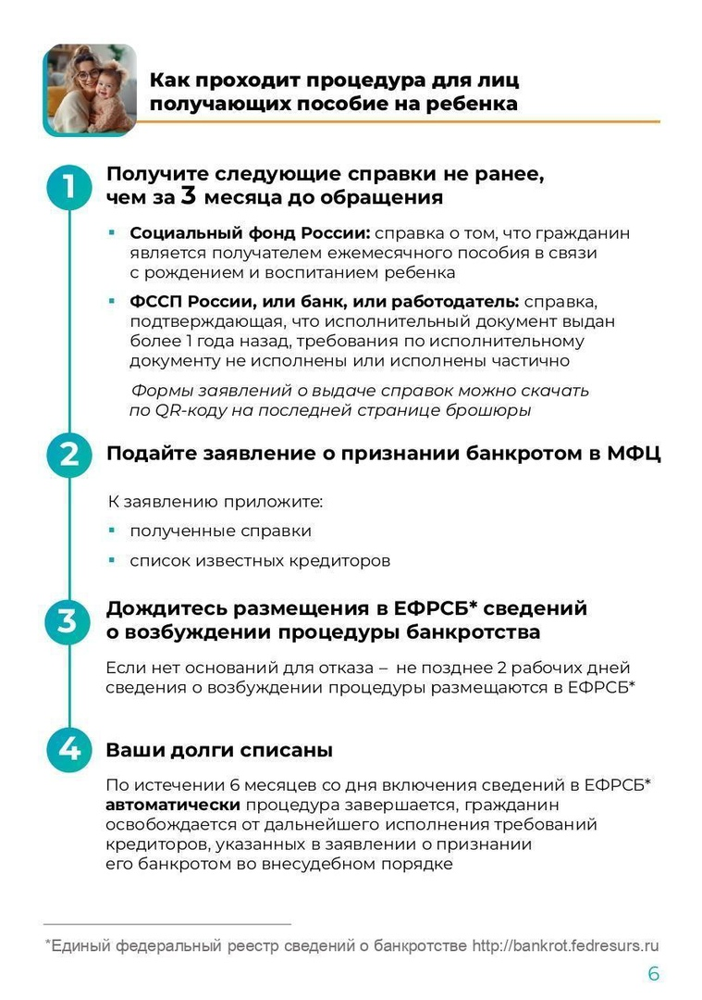 Как проходит процедура для лиц
получающих пособие на ребенка
1
Получите следующие справки не ранее,
чем за 3 месяца до обращения
▪ Социальный фонд России: справка о том, что гражданин
является получателем ежемесячного пособия в связи
с рождением и воспитанием ребенка
▪ ФССП России, или банк, или работодатель: справка,
подтверждающая, что исполнительный документ выдан
более 1 года назад, требования по исполнительному
документу не исполнены или исполнены частично
Формы заявлений о выдаче справок можно скачать
по QR-коду на последней странице брошюры
2
Подайте заявление о признании банкротом в МФЦ
К заявлению приложите:
▪ полученные справки
▪ список известных кредиторов
3
Дождитесь размещения в ЕФРСБ* сведений
о возбуждении процедуры банкротства
Если нет оснований для отказа – не позднее 2 рабочих дней
сведения о возбуждении процедуры размещаются в ЕФРСБ*
4
Ваши долги списаны
По истечении 6 месяцев со дня включения сведений в ЕФРСБ*
автоматически процедура завершается, гражданин
освобождается от дальнейшего исполнения требований
кредиторов, указанных в заявлении о признании
его банкротом во внесудебном порядке
*Единый федеральный реестр сведений о банкротстве http://bankrot.fedresurs.ru
6